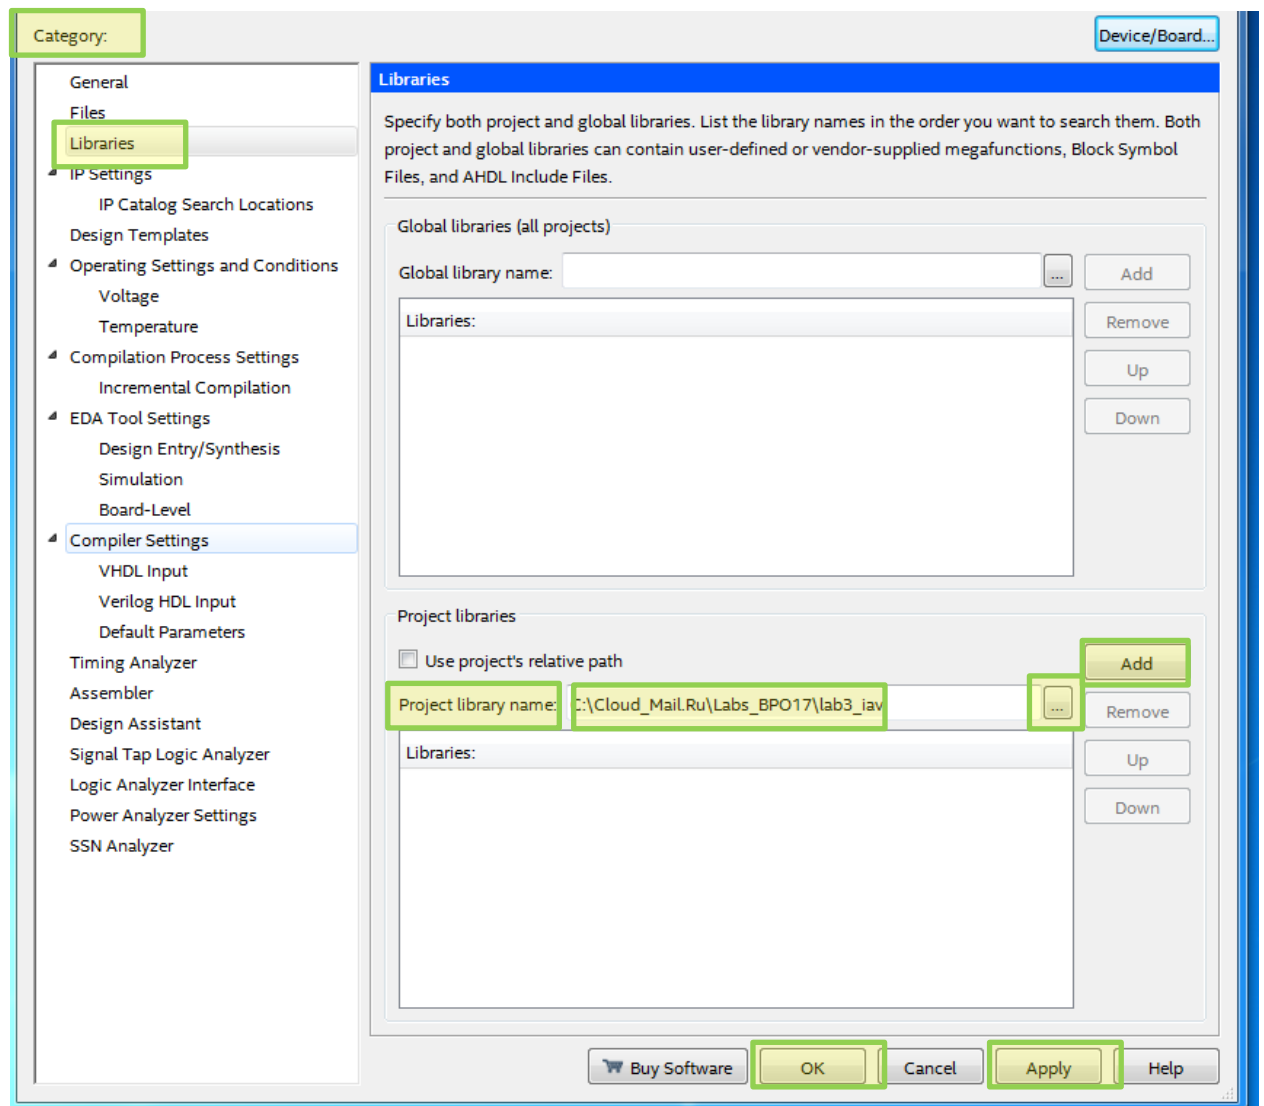 Category:
Device/Board...
General
Files
Libraries
IP Settings
IP Catalog Search Locations
Design Templates
Operating Settings and Conditions
Voltage
Temperature
Compilation Process Settings
Incremental Compilation
EDA Tool Settings
Design Entry/Synthesis
Simulation
Board-Level
Compiler Settings
VHDL Input
Verilog HDL Input
Default Parameters
Timing Analyzer
Assembler
Design Assistant
Signal Tap Logic Analyzer
Logic Analyzer Interface
Power Analyzer Settings
SSN Analyzer
Libraries
Specify both project and global libraries. List the library names in the order you want to search them. Both
project and global libraries can contain user-defined or vendor-supplied megafunctions, Block Symbol
Files, and AHDL Include Files.
Global libraries (all projects)
Global library name: ... Add
Libraries:
Remove
Up
Down
Project libraries
Use project's relative path
Add
Project library name: C:\Cloud_Mail.Ru\Labs_BPO17\lab3_iav ... Remove
Libraries:
Up
Down
Buy Software OK Cancel Apply Help